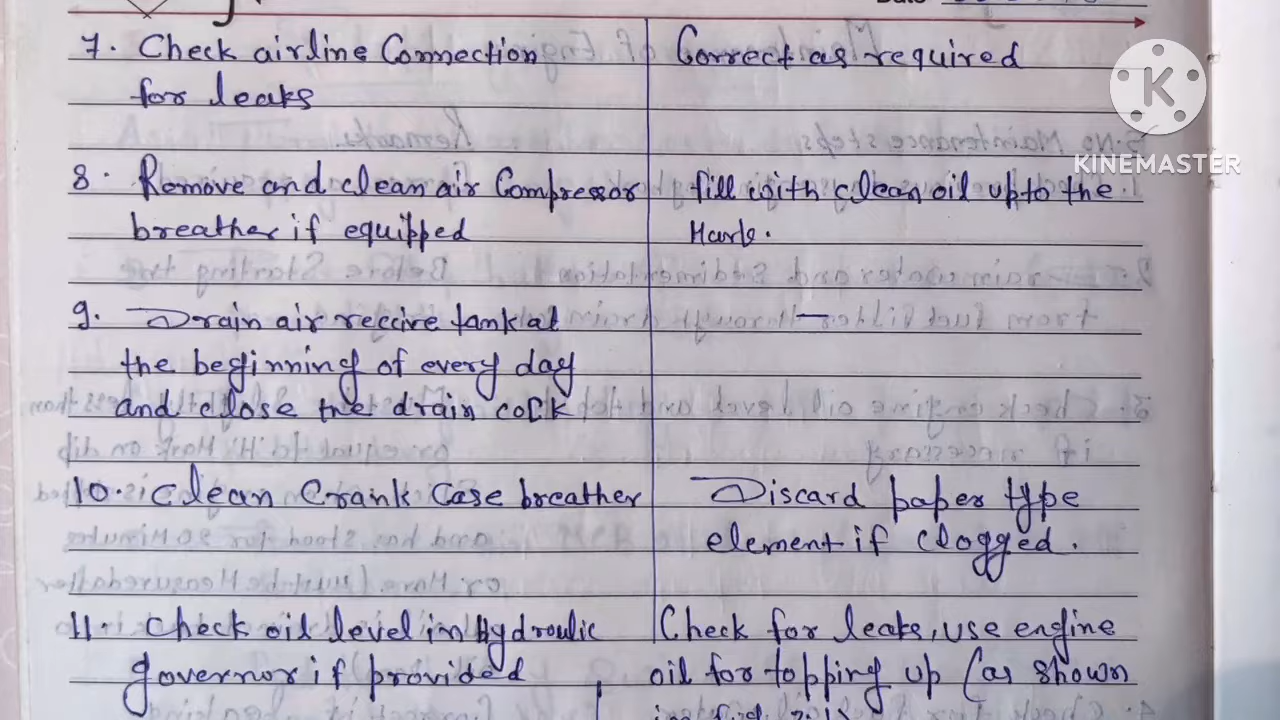 7. Check airline Connection | Correct as required
for leaks
8. Remove and clean air Compressor | fill with clean oil upto the
breather if equipped | Mark.
9. Drain air reccive tank at | —
the beginning of every day
and close the drain cock
10. Clean Crank Case breather | Discard paper type
element if clogged.
11. Check oil level in Hydroulic | Check for leaks, use engine
governor if provided | oil for topping up (as shown
KINEMASTER